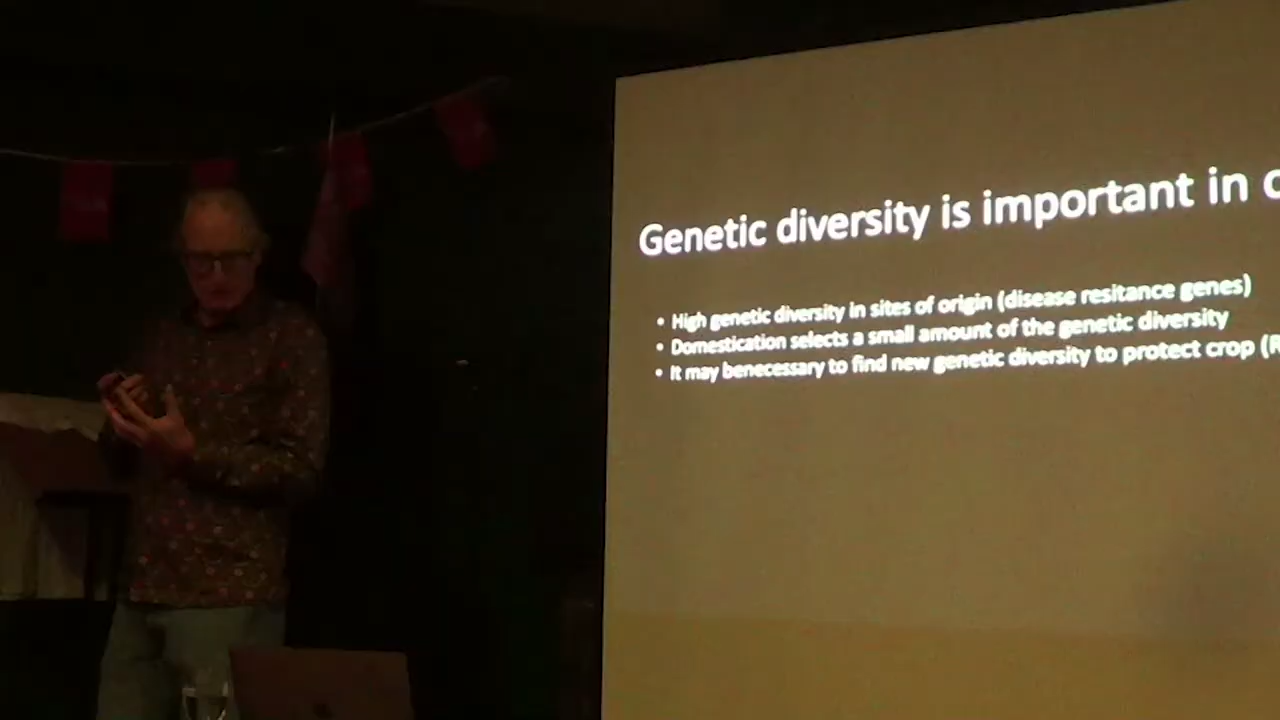 Genetic diversity is important in c
• High genetic diversity in sites of origin (disease resitance genes)
• Domestication selects a small amount of the genetic diversity
• It may benecessary to find new genetic diversity to protect crop (R